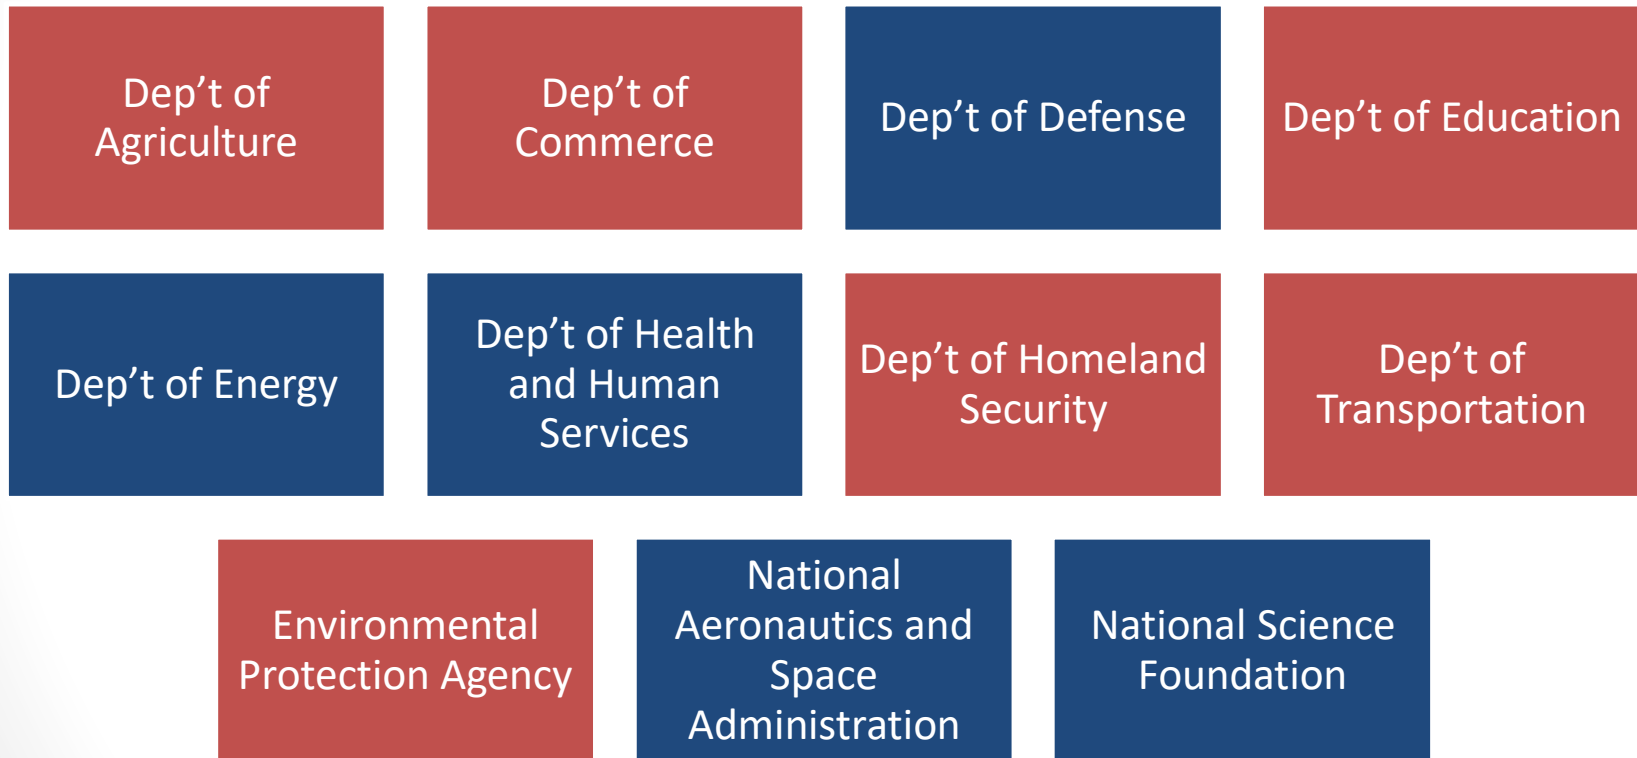 Dep’t of
Agriculture
Dep’t of
Commerce
Dep’t of Defense
Dep’t of Education
Dep’t of Energy
Dep’t of Health
and Human
Services
Dep’t of Homeland
Security
Dep’t of
Transportation
Environmental
Protection Agency
National
Aeronautics and
Space
Administration
National Science
Foundation